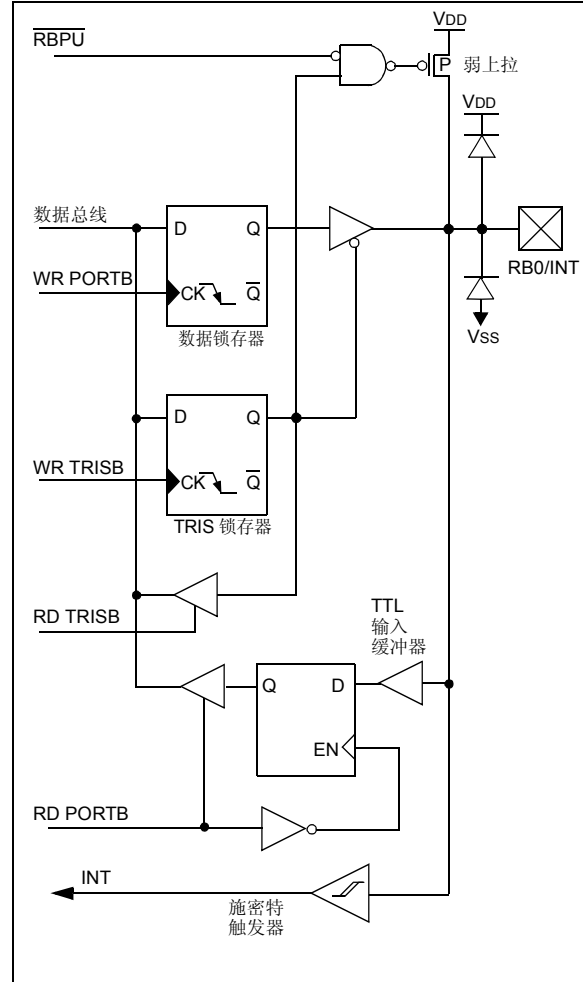 RBPU
VDD
P 弱上拉
VDD
数据总线
D Q
RB0/INT
WR PORTB
CK Q
VSS
数据锁存器
D Q
WR TRISB
CK Q
TRIS 锁存器
RD TRISB
TTL
输入
缓冲器
Q D
EN
RD PORTB
INT
施密特
触发器